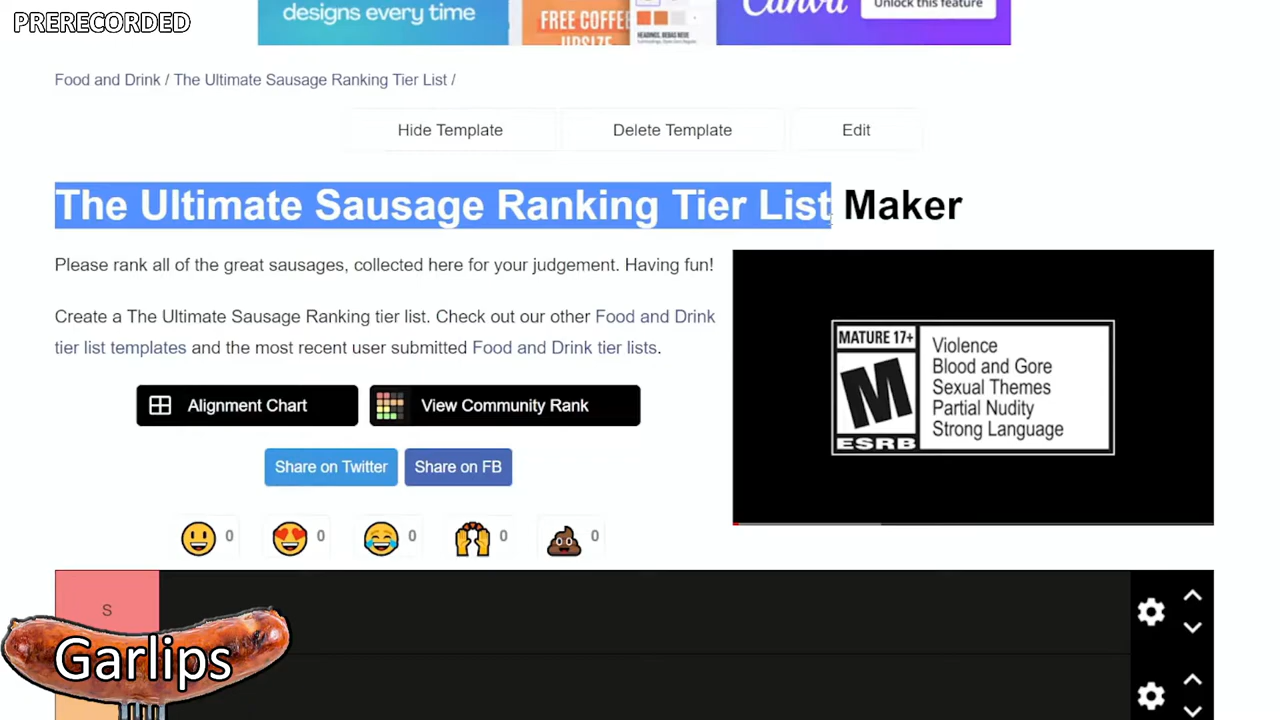 PRERECORDED
designs every time
FREE COFFEE
UPSIZE
HEADINGS, BEBAS NEUE
Canva
Unlock this feature
Food and Drink / The Ultimate Sausage Ranking Tier List /
Hide Template
Delete Template
Edit
The Ultimate Sausage Ranking Tier List Maker
Please rank all of the great sausages, collected here for your judgement. Having fun!
Create a The Ultimate Sausage Ranking tier list. Check out our other Food and Drink
tier list templates and the most recent user submitted Food and Drink tier lists.
MATURE 17+
M
ESRB
Violence
Blood and Gore
Sexual Themes
Partial Nudity
Strong Language
Alignment Chart
View Community Rank
Share on Twitter
Share on FB
0
0
0
0
0
S
Garlips